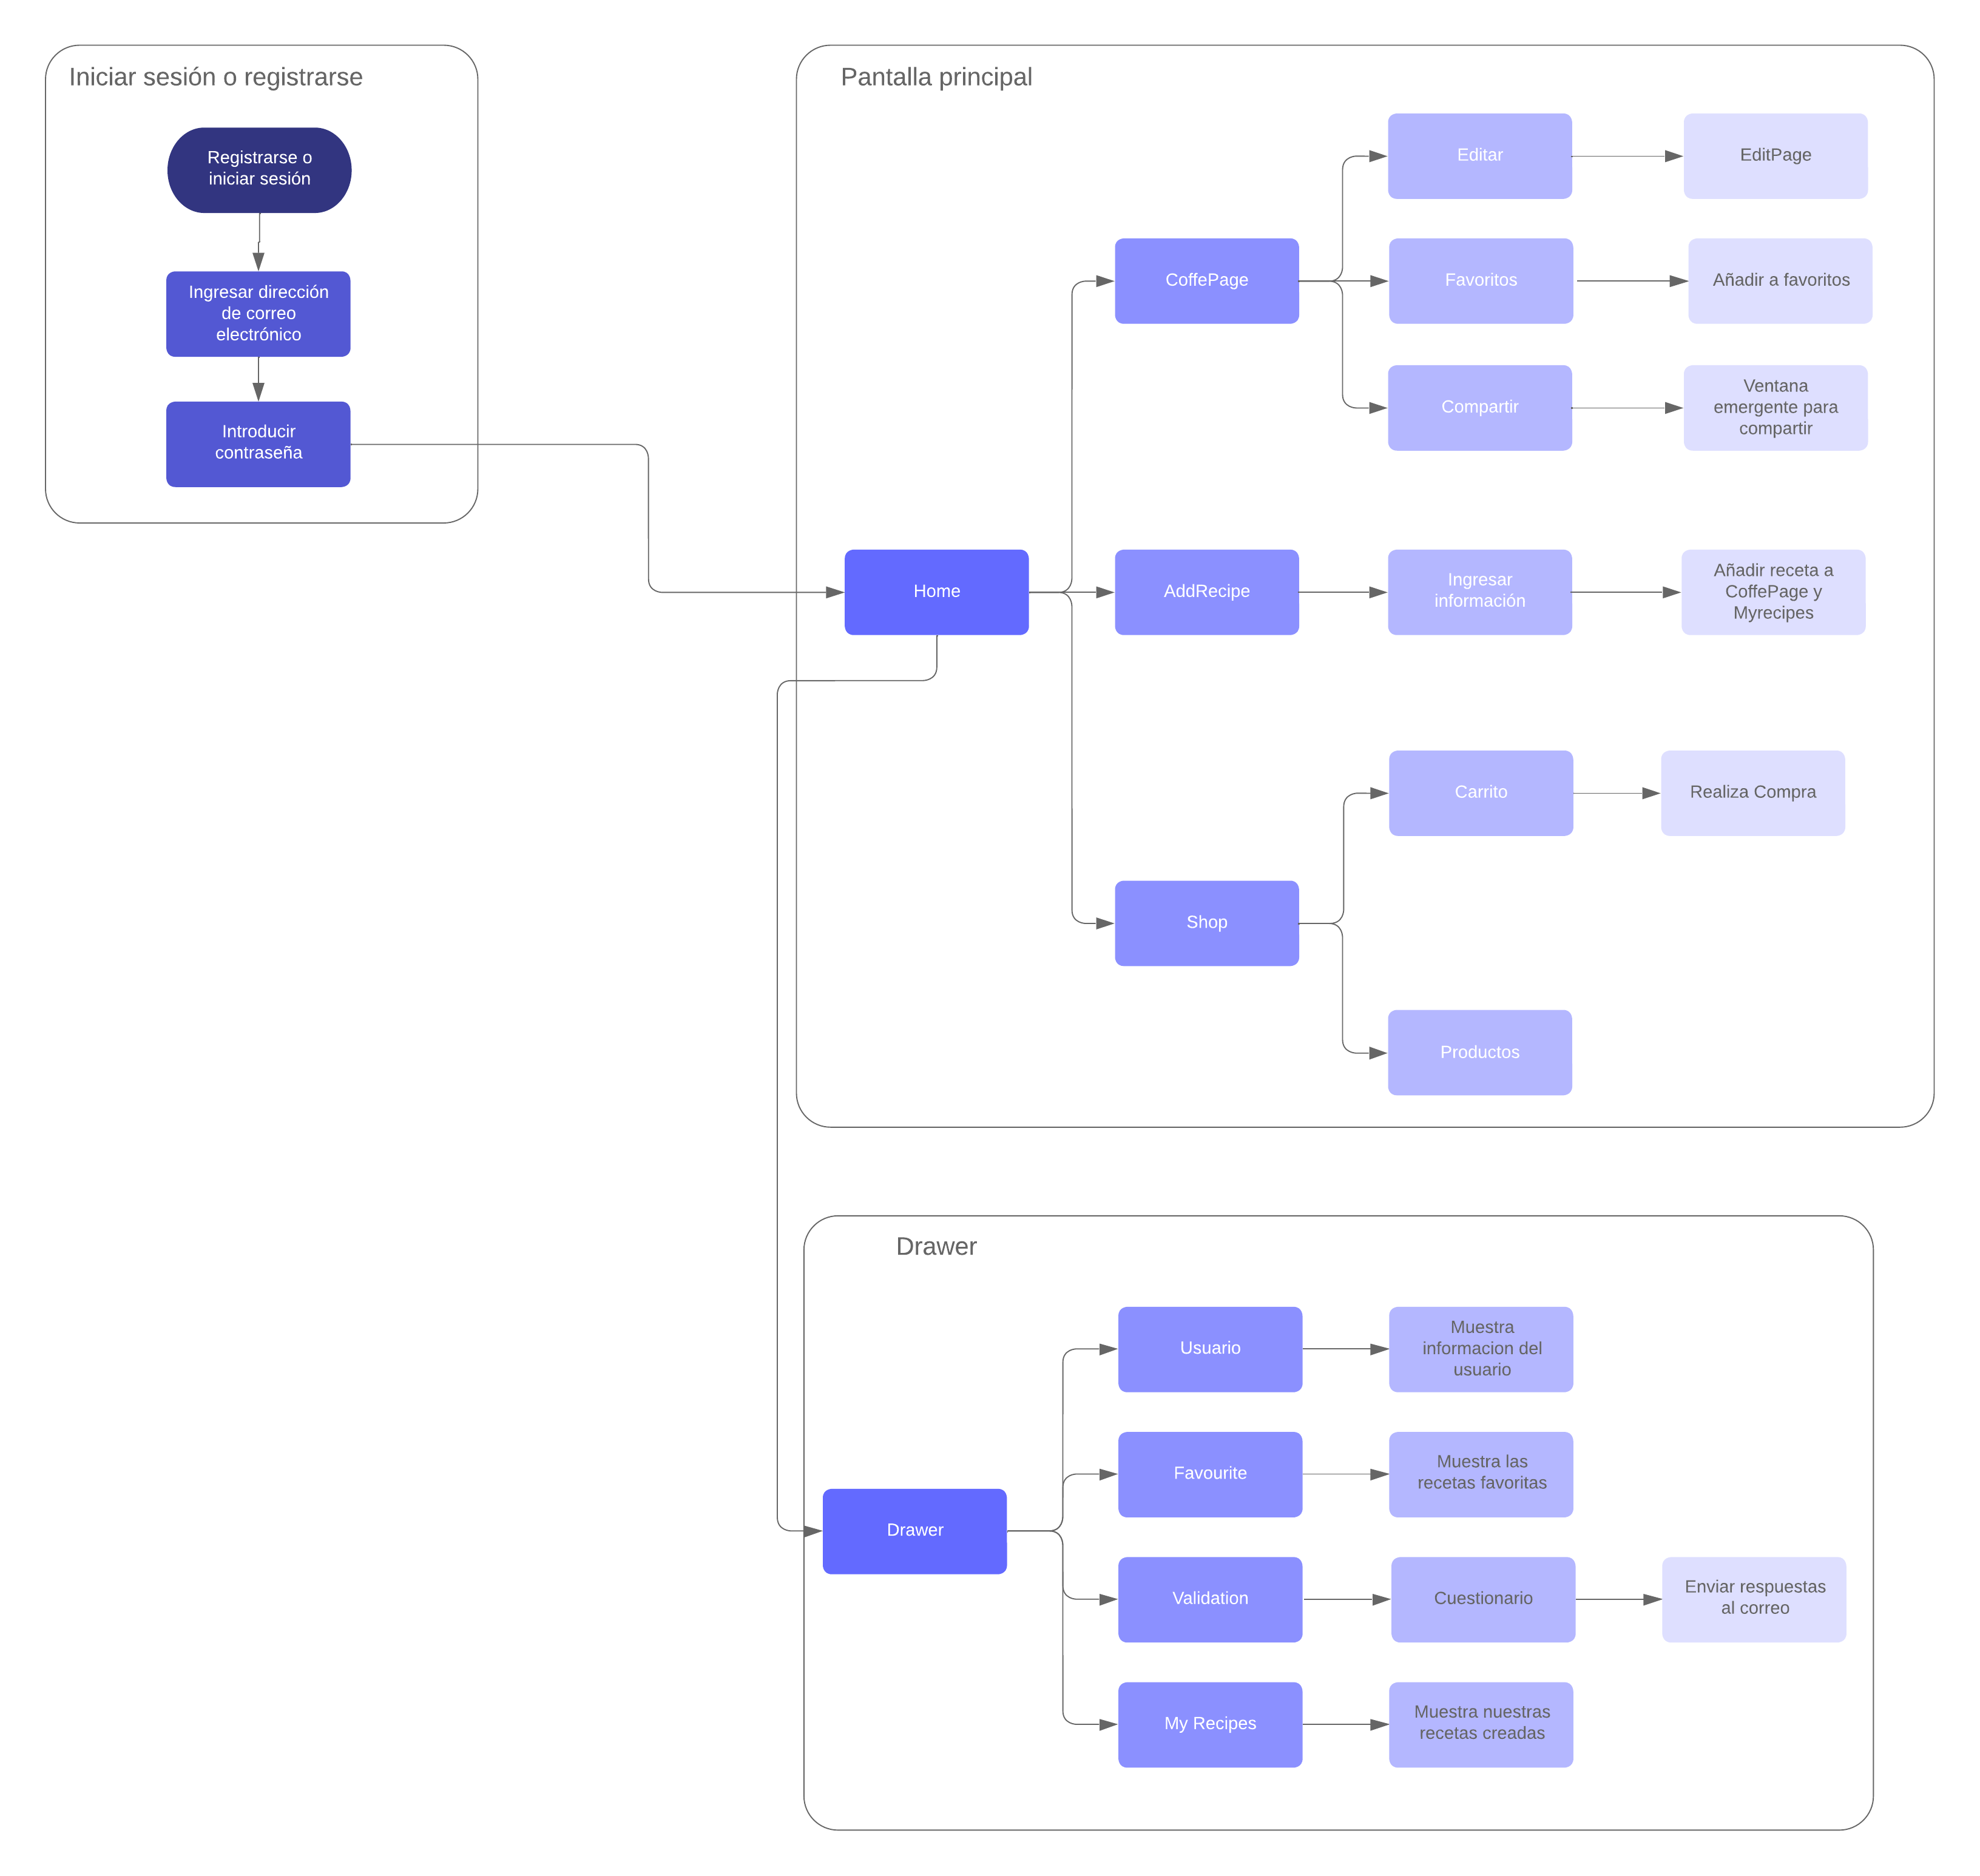 Iniciar sesión o registrarse
Registrarse o
iniciar sesión
Ingresar dirección
de correo
electrónico
Introducir
contraseña
Pantalla principal
Editar
EditPage
CoffePage
Favoritos
Añadir a favoritos
Compartir
Ventana
emergente para
compartir
Home
AddRecipe
Ingresar
información
Añadir receta a
CoffePage y
Myrecipes
Carrito
Realiza Compra
Shop
Productos
Drawer
Usuario
Muestra
informacion del
usuario
Favourite
Muestra las
recetas favoritas
Drawer
Validation
Cuestionario
Enviar respuestas
al correo
My Recipes
Muestra nuestras
recetas creadas